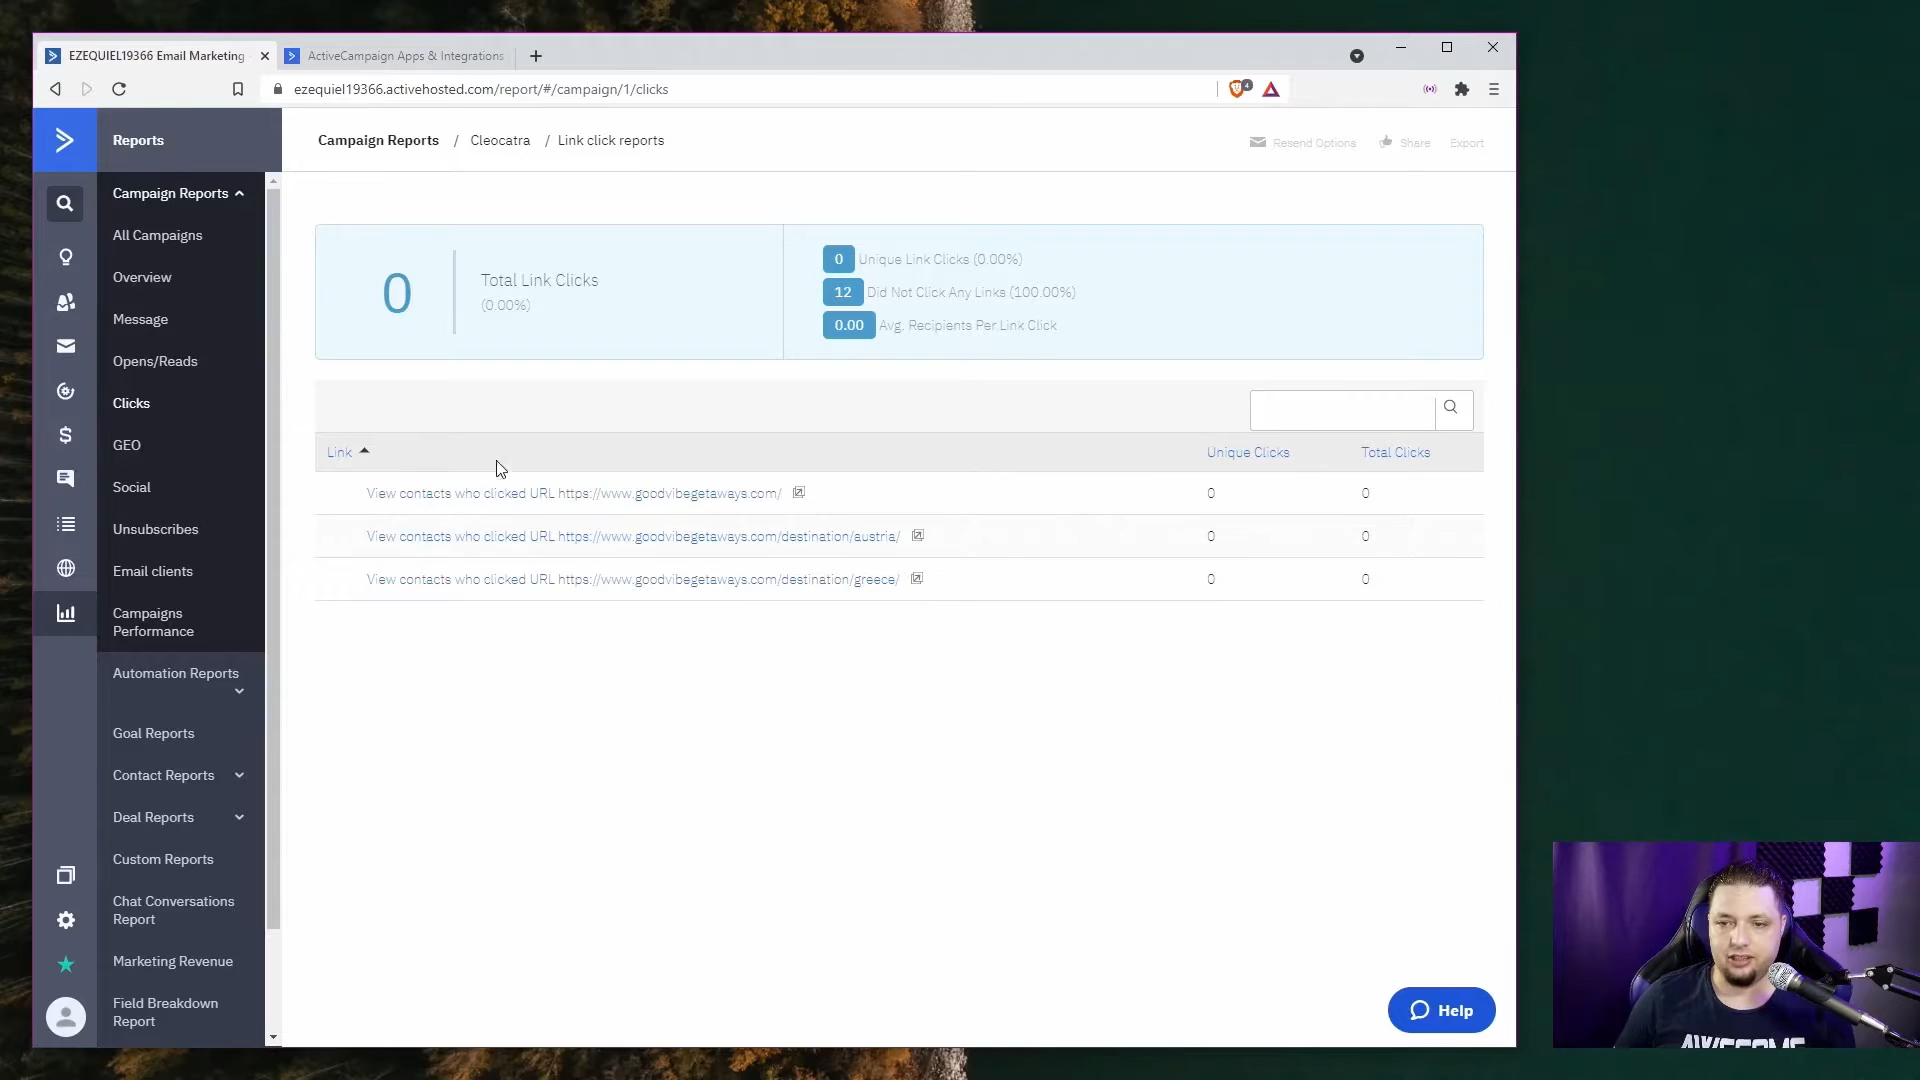 EZEQUIEL19366 Email Marketing
ActiveCampaign Apps & Integrations
ezequiel19366.activehosted.com/report/#/campaign/1/clicks
4
Reports
Campaign Reports / Cleocatra / Link click reports
Resend Options
Share
Export
Campaign Reports
All Campaigns
Overview
Message
Opens/Reads
Clicks
GEO
Social
Unsubscribes
Email clients
Campaigns
Performance
Automation Reports
Goal Reports
Contact Reports
Deal Reports
Custom Reports
Chat Conversations
Report
Marketing Revenue
Field Breakdown
Report
0
Total Link Clicks
(0.00%)
0 Unique Link Clicks (0.00%)
12 Did Not Click Any Links (100.00%)
0.00 Avg. Recipients Per Link Click
Link Unique Clicks Total Clicks
View contacts who clicked URL https://www.goodvibegetaways.com/ 0 0
View contacts who clicked URL https://www.goodvibegetaways.com/destination/austria/ 0 0
View contacts who clicked URL https://www.goodvibegetaways.com/destination/greece/ 0 0
Help
AWESOME